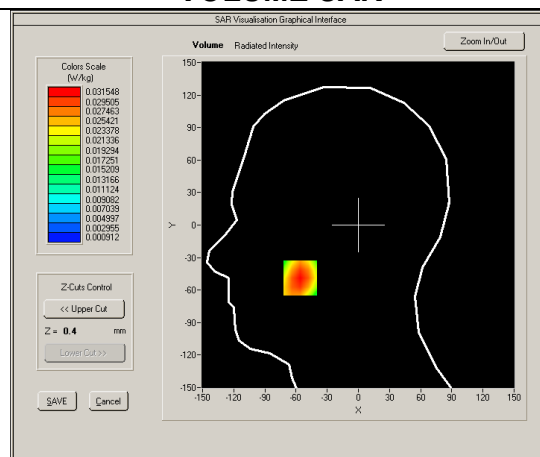 SAR Visualisation Graphical Interface
Volume Radiated Intensity
Zoom In/Out
Colors Scale
(W/kg)
0.031548
0.029505
0.027463
0.025421
0.023378
0.021336
0.019294
0.017251
0.015209
0.013166
0.011124
0.009082
0.007039
0.004997
0.002955
0.000912
Z-Cuts Control
<< Upper Cut
Z = 0.4 mm
Lower Cut >>
SAVE Cancel
150
120
90
60
30
0
-30
-60
-90
-120
-150
Y
-150 -120 -90 -60 -30 0 30 60 90 120 150
X